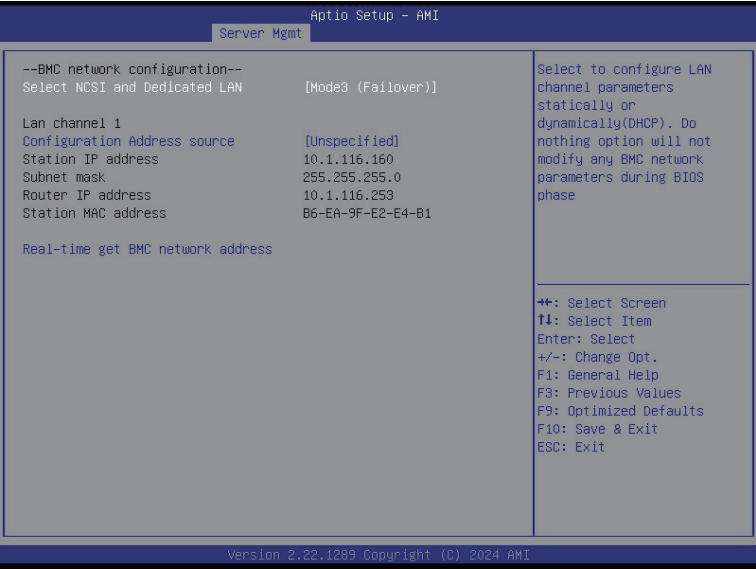 Aptio Setup – AMI
Server Mgmt
--BMC network configuration--
Select NCSI and Dedicated LAN [Mode3 (Failover)]
Lan channel 1
Configuration Address source [Unspecified]
Station IP address 10.1.116.160
Subnet mask 255.255.255.0
Router IP address 10.1.116.253
Station MAC address B6-EA-9F-E2-E4-B1
Real-time get BMC network address
Select to configure LAN
channel parameters
statically or
dynamically(DHCP). Do
nothing option will not
modify any BMC network
parameters during BIOS
phase
→←: Select Screen
↑↓: Select Item
Enter: Select
+/-: Change Opt.
F1: General Help
F3: Previous Values
F9: Optimized Defaults
F10: Save & Exit
ESC: Exit
Version 2.22.1289 Copyright (C) 2024 AMI